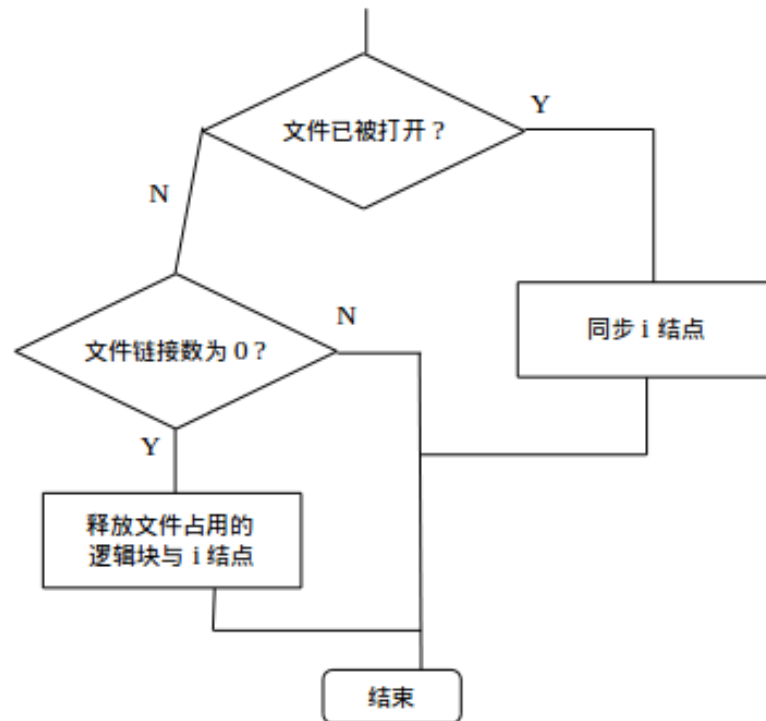 Y
文件已被打开？
N
N
文件链接数为 0？
同步 i 结点
Y
释放文件占用的
逻辑块与 i 结点
结束